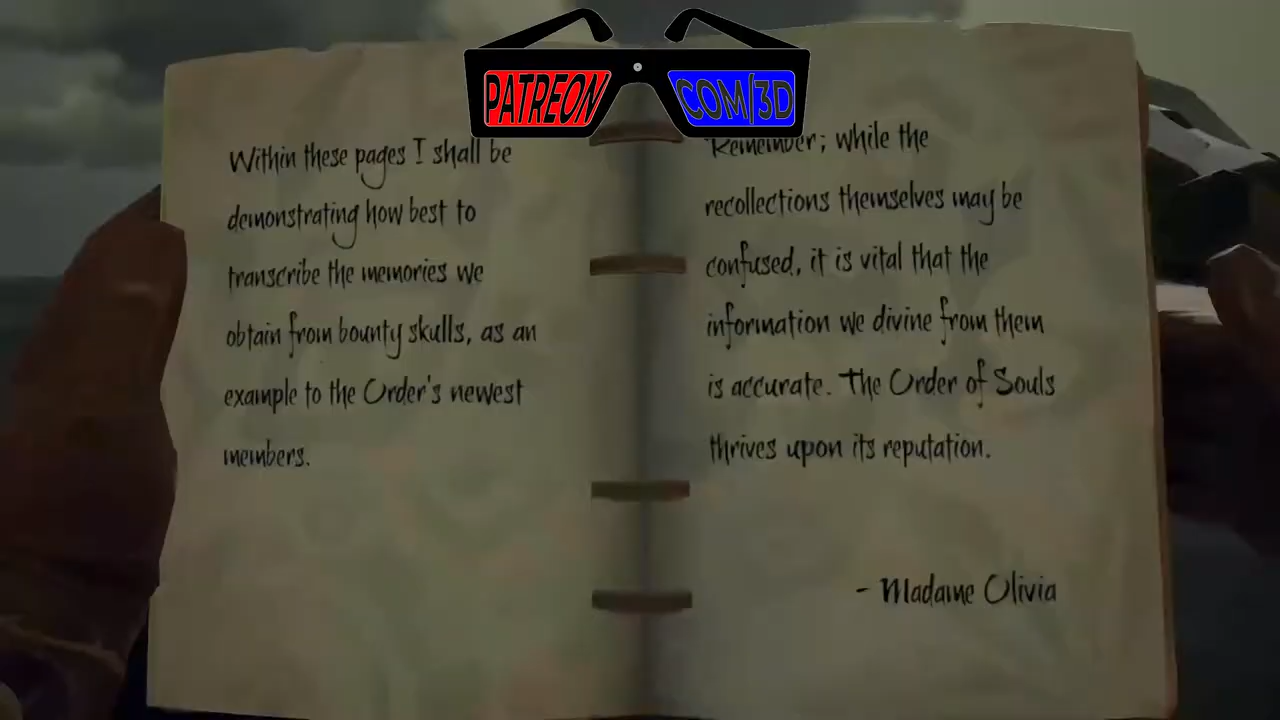 PATREON COM/3D
Within these pages I shall be
demonstrating how best to
transcribe the memories we
obtain from bounty skulls, as an
example to the Order's newest
members.
Remember; while the
recollections themselves may be
confused, it is vital that the
information we divine from them
is accurate. The Order of Souls
thrives upon its reputation.
- Madame Olivia